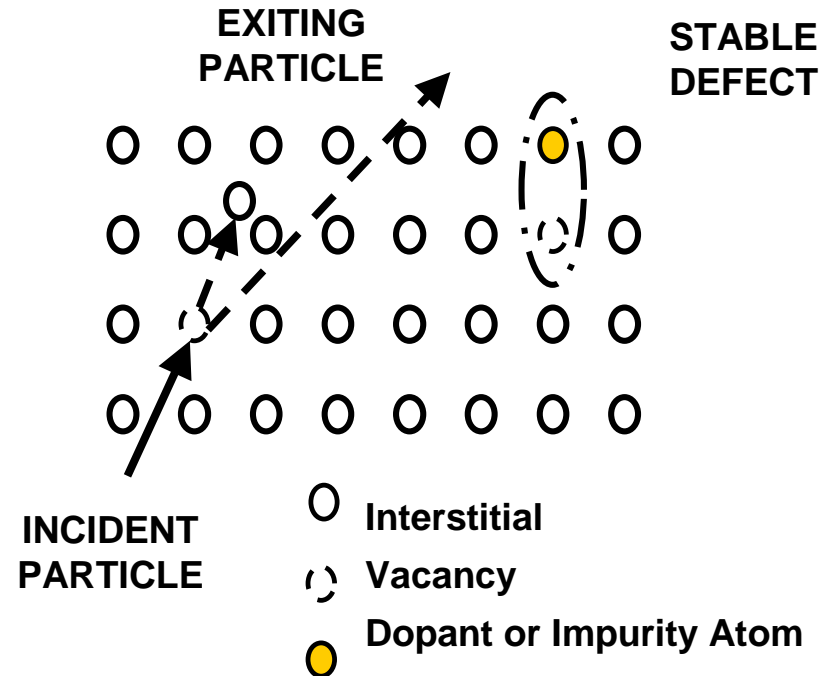 EXITING
PARTICLE
STABLE
DEFECT
INCIDENT
PARTICLE
Interstitial
Vacancy
Dopant or Impurity Atom